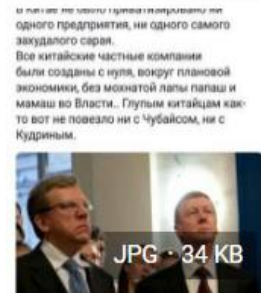 В Китае не было приватизировано ни
одного предприятия, ни одного самого
захудалого сарая.
Все китайские частные компании
были созданы с нуля, вокруг плановой
экономики, без мохнатой лапы папаш и
мамаш во Власти.. Глупым китайцам как-
то вот не повезло ни с Чубайсом, ни с
Кудриным.
JPG · 34 KB